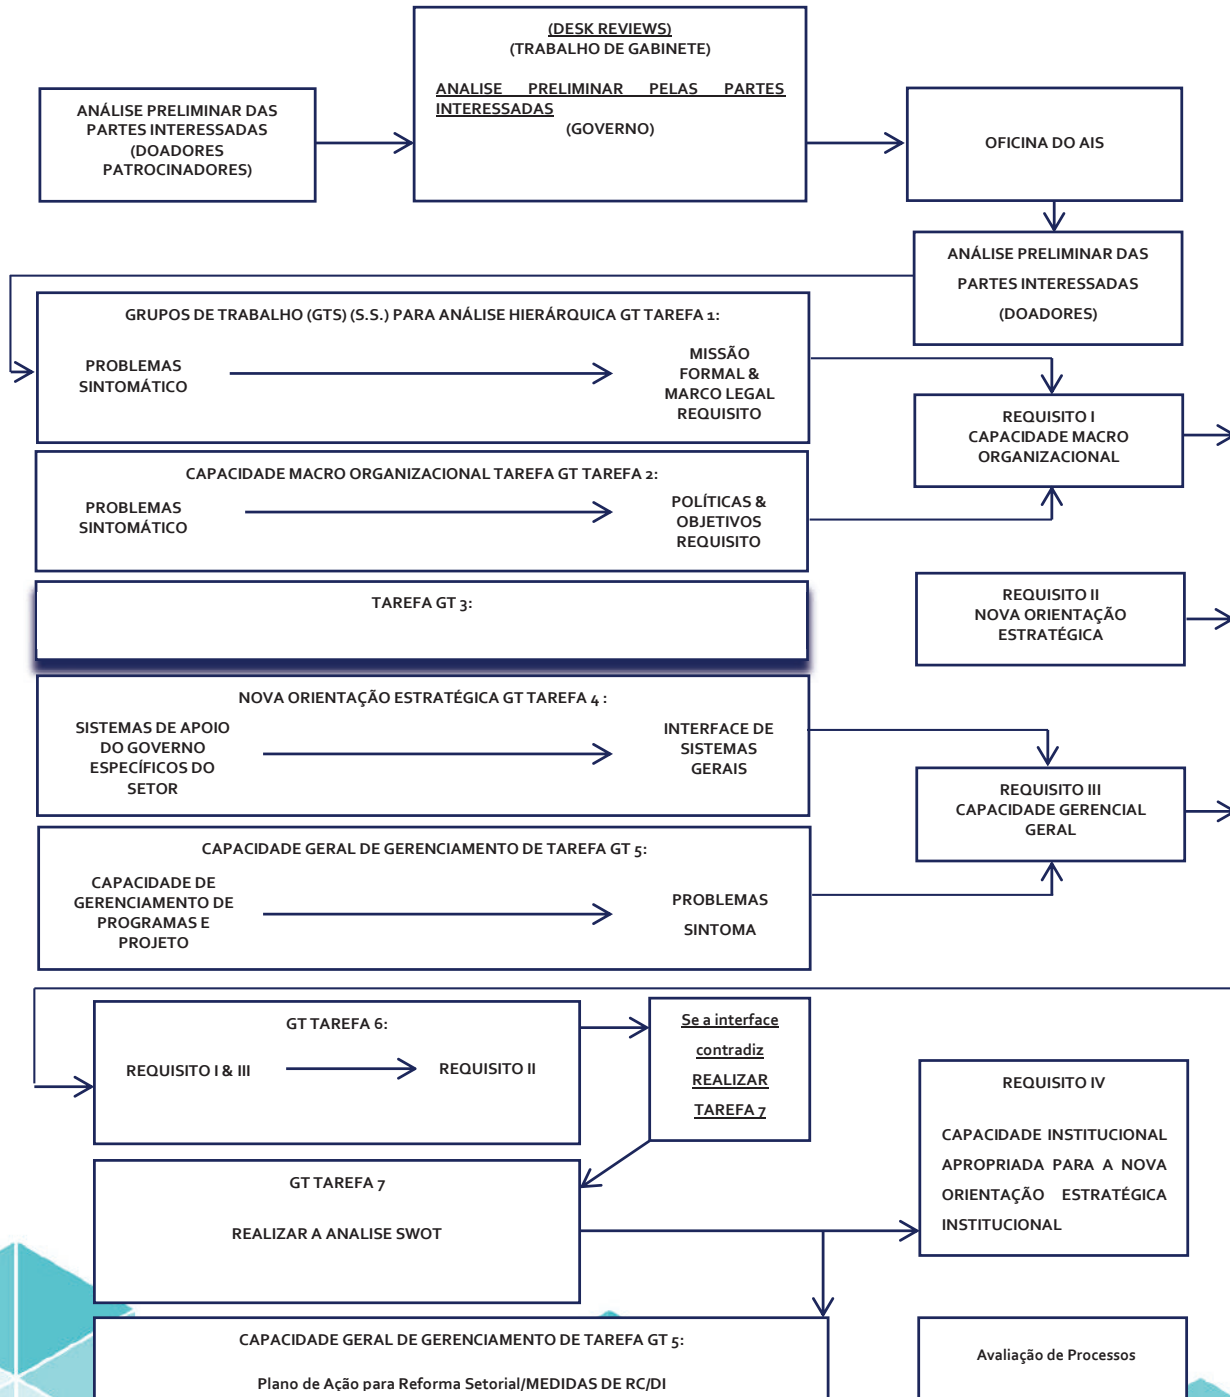 ANÁLISE PRELIMINAR DAS
PARTES INTERESSADAS
(DOADORES
PATROCINADORES)
(DESK REVIEWS)
(TRABALHO DE GABINETE)
ANALISE PRELIMINAR PELAS PARTES
INTERESSADAS
(GOVERNO)
OFICINA DO AIS
ANÁLISE PRELIMINAR DAS
PARTES INTERESSADAS
(DOADORES)
GRUPOS DE TRABALHO (GTS) (S.S.) PARA ANÁLISE HIERÁRQUICA GT TAREFA 1:
PROBLEMAS
SINTOMÁTICO
MISSÃO
FORMAL &
MARCO LEGAL
REQUISITO
REQUISITO I
CAPACIDADE MACRO
ORGANIZACIONAL
CAPACIDADE MACRO ORGANIZACIONAL TAREFA GT TAREFA 2:
PROBLEMAS
SINTOMÁTICO
POLÍTICAS &
OBJETIVOS
REQUISITO
TAREFA GT 3:
REQUISITO II
NOVA ORIENTAÇÃO
ESTRATÉGICA
NOVA ORIENTAÇÃO ESTRATÉGICA GT TAREFA 4 :
SISTEMAS DE APOIO
DO GOVERNO
ESPECÍFICOS DO
SETOR
INTERFACE DE
SISTEMAS
GERAIS
REQUISITO III
CAPACIDADE GERENCIAL
GERAL
CAPACIDADE GERAL DE GERENCIAMENTO DE TAREFA GT 5:
CAPACIDADE DE
GERENCIAMENTO DE
PROGRAMAS E
PROJETO
PROBLEMAS
SINTOMA
GT TAREFA 6:
REQUISITO I & III
REQUISITO II
Se a interface
contradiz
REALIZAR
TAREFA 7
GT TAREFA 7
REALIZAR A ANALISE SWOT
REQUISITO IV
CAPACIDADE INSTITUCIONAL
APROPRIADA PARA A NOVA
ORIENTAÇÃO ESTRATÉGICA
INSTITUCIONAL
CAPACIDADE GERAL DE GERENCIAMENTO DE TAREFA GT 5:
Plano de Ação para Reforma Setorial/MEDIDAS DE RC/DI
Avaliação de Processos